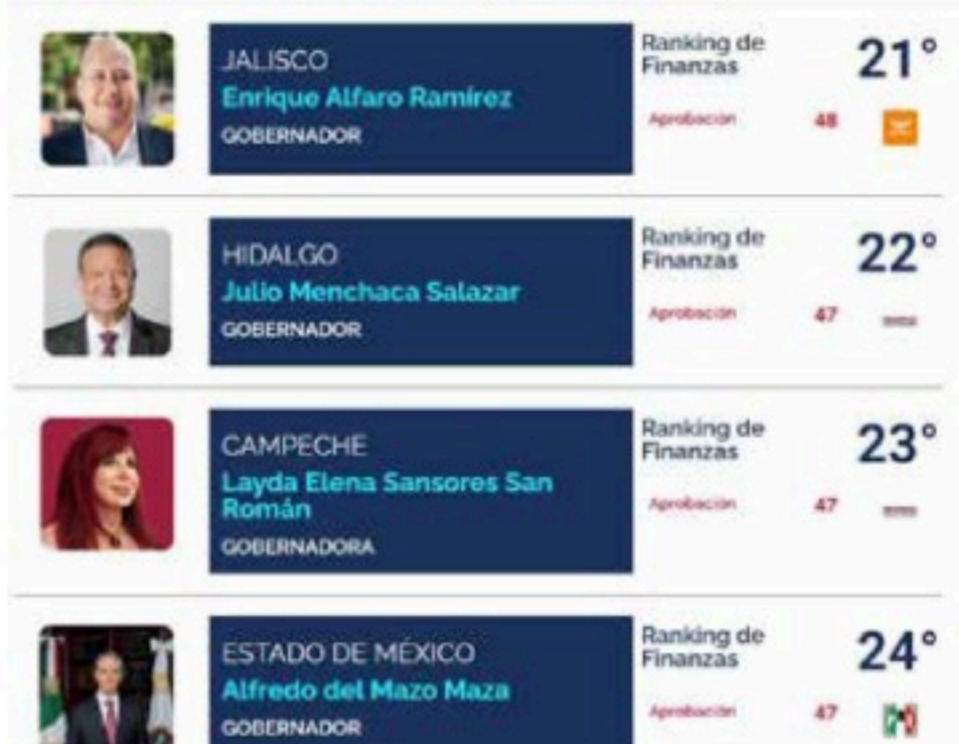 JALISCO
Enrique Alfaro Ramírez
GOBERNADOR
Ranking de
Finanzas
21°
Aprobación 48
HIDALGO
Julio Menchaca Salazar
GOBERNADOR
Ranking de
Finanzas
22°
Aprobación 47
CAMPECHE
Layda Elena Sansores San
Román
GOBERNADORA
Ranking de
Finanzas
23°
Aprobación 47
ESTADO DE MÉXICO
Alfredo del Mazo Maza
GOBERNADOR
Ranking de
Finanzas
24°
Aprobación 47
PRI